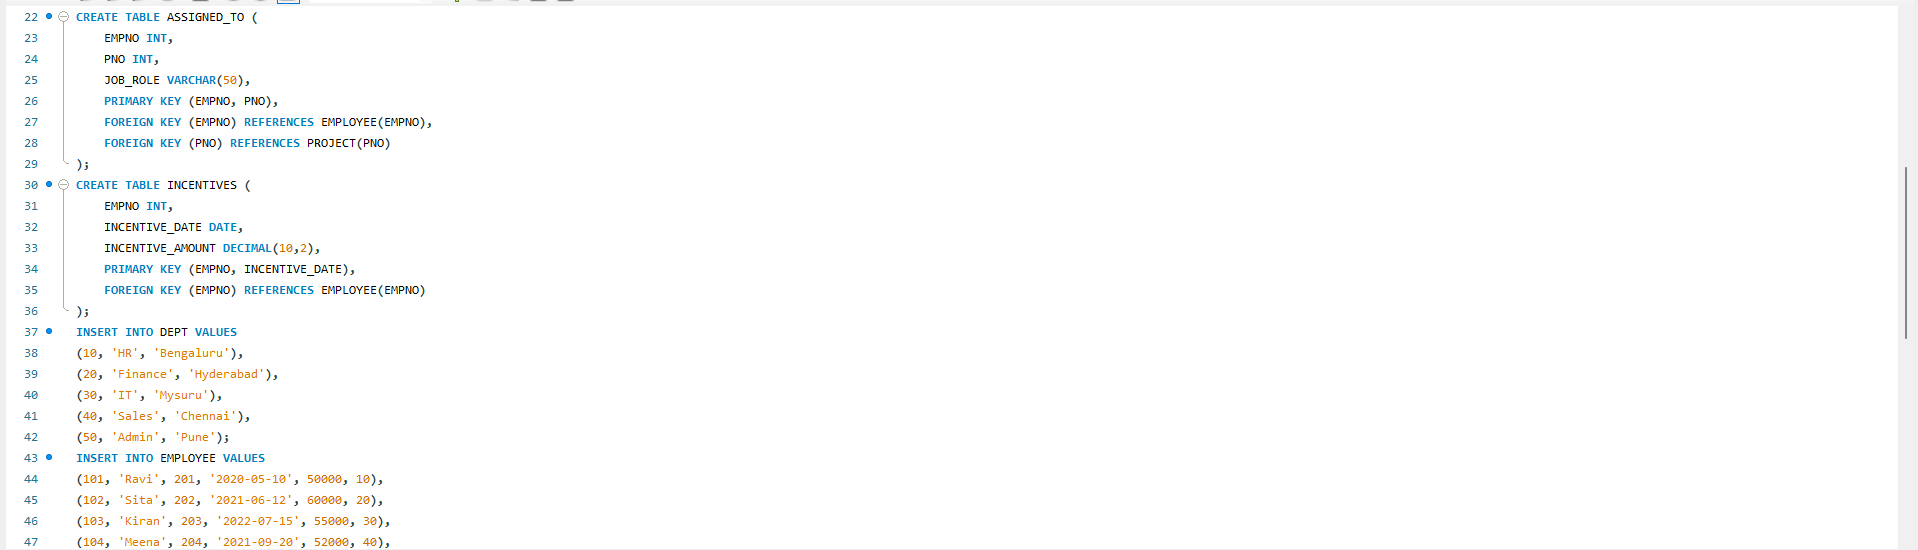 22 CREATE TABLE ASSIGNED_TO (
23 EMPNO INT,
24 PNO INT,
25 JOB_ROLE VARCHAR(50),
26 PRIMARY KEY (EMPNO, PNO),
27 FOREIGN KEY (EMPNO) REFERENCES EMPLOYEE(EMPNO),
28 FOREIGN KEY (PNO) REFERENCES PROJECT(PNO)
29 );
30 CREATE TABLE INCENTIVES (
31 EMPNO INT,
32 INCENTIVE_DATE DATE,
33 INCENTIVE_AMOUNT DECIMAL(10,2),
34 PRIMARY KEY (EMPNO, INCENTIVE_DATE),
35 FOREIGN KEY (EMPNO) REFERENCES EMPLOYEE(EMPNO)
36 );
37 INSERT INTO DEPT VALUES
38 (10, 'HR', 'Bengaluru'),
39 (20, 'Finance', 'Hyderabad'),
40 (30, 'IT', 'Mysuru'),
41 (40, 'Sales', 'Chennai'),
42 (50, 'Admin', 'Pune');
43 INSERT INTO EMPLOYEE VALUES
44 (101, 'Ravi', 201, '2020-05-10', 50000, 10),
45 (102, 'Sita', 202, '2021-06-12', 60000, 20),
46 (103, 'Kiran', 203, '2022-07-15', 55000, 30),
47 (104, 'Meena', 204, '2021-09-20', 52000, 40),